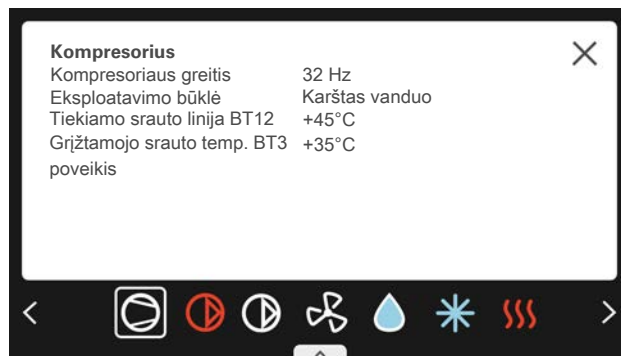 Kompresorius
Kompresoriaus greitis 32 Hz
Eksploatavimo būklė Karštas vanduo
Tiekiamo srauto linija BT12 +45°C
Grįžtamojo srauto temp. BT3 +35°C
poveikis